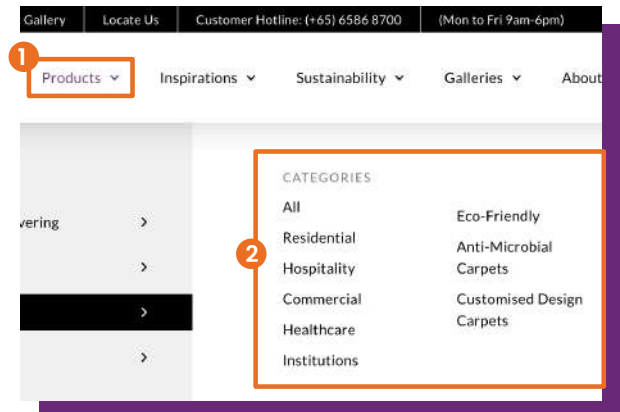 Gallery Locate Us Customer Hotline: (+65) 6586 8700 (Mon to Fri 9am-6pm)
1
Products Inspirations Sustainability Galleries About
CATEGORIES
All
Residential
Hospitality
Commercial
Healthcare
Institutions
Eco-Friendly
Anti-Microbial
Carpets
Customised Design
Carpets
vering
2